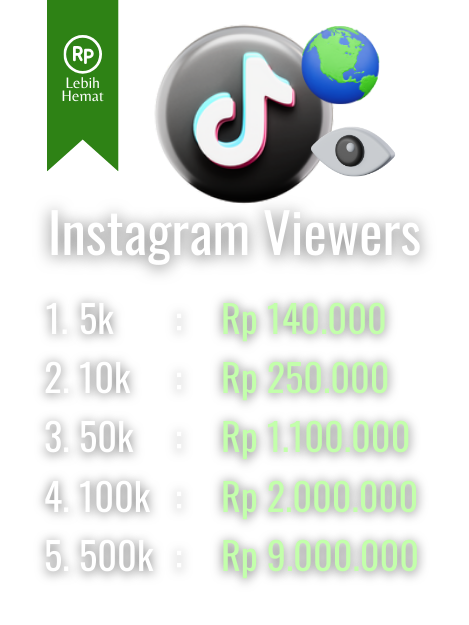 Rp
Lebih
Hemat
Instagram Viewers
1. 5k : Rp 140.000
2. 10k : Rp 250.000
3. 50k : Rp 1.100.000
4. 100k : Rp 2.000.000
5. 500k : Rp 9.000.000